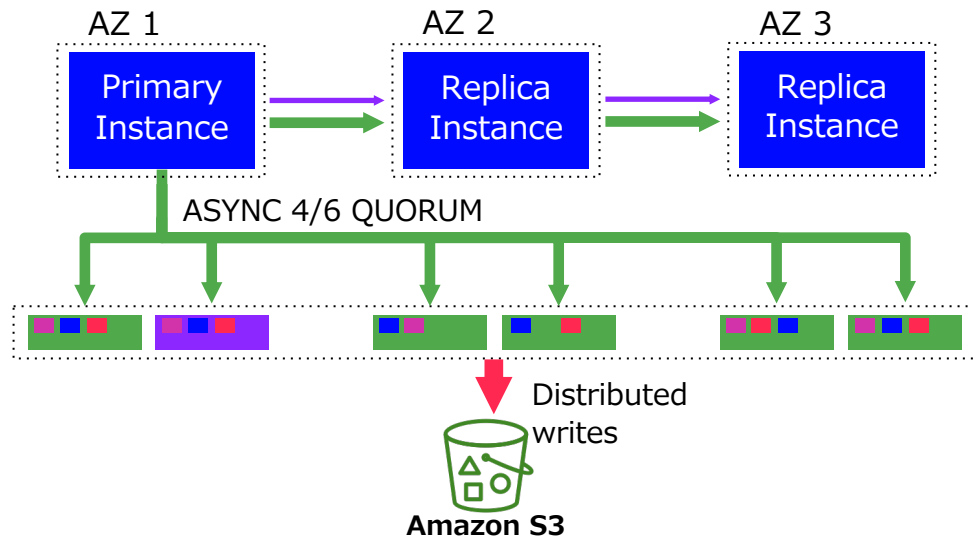 AZ 1
AZ 2
AZ 3
Primary
Instance
Replica
Instance
Replica
Instance
ASYNC 4/6 QUORUM
Distributed
writes
Amazon S3